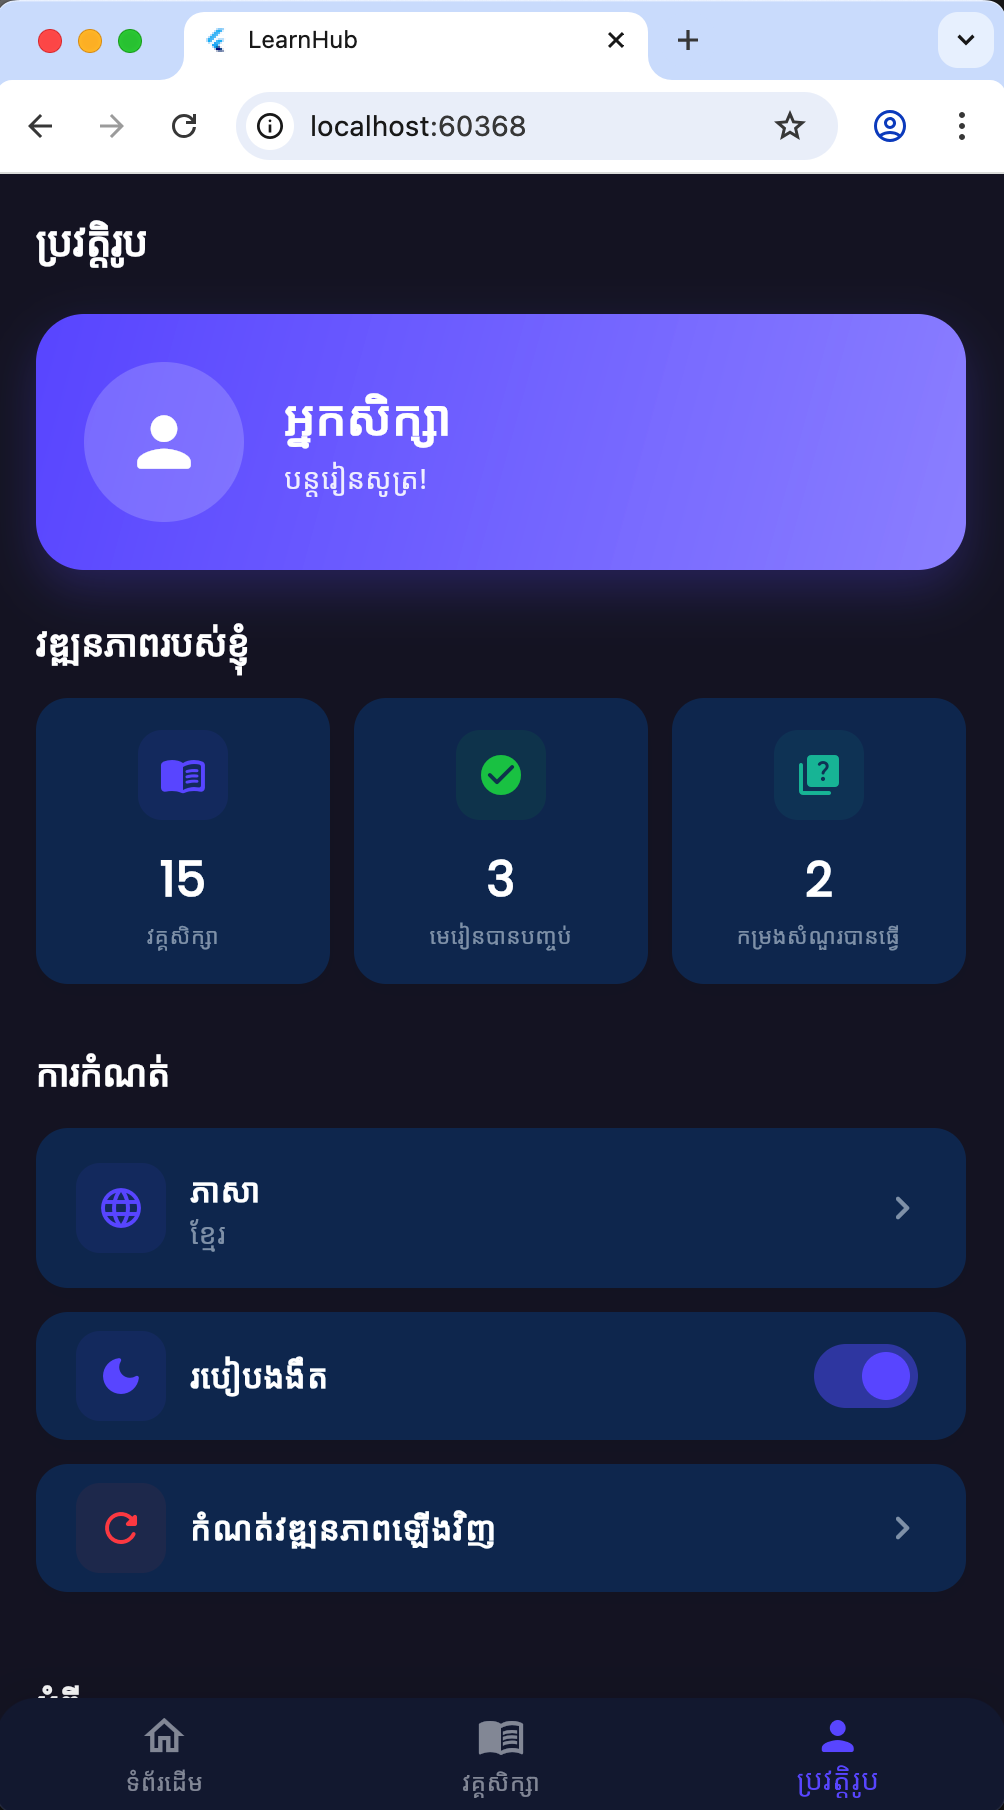 LearnHub
localhost:60368
ប្រវត្តិរូប
អ្នកសិក្សា
បន្តរៀនសូត្រ!
វឌ្ឍនភាពរបស់ខ្ញុំ
15
3
2
វគ្គសិក្សា
មេរៀនបានបញ្ចប់
កម្រងសំណួរបានធ្វើ
ការកំណត់
ភាសា
ខ្មែរ
របៀបងងឹត
កំណត់វឌ្ឍនភាពឡើងវិញ
ទំព័រដើម
វគ្គសិក្សា
ប្រវត្តិរូប